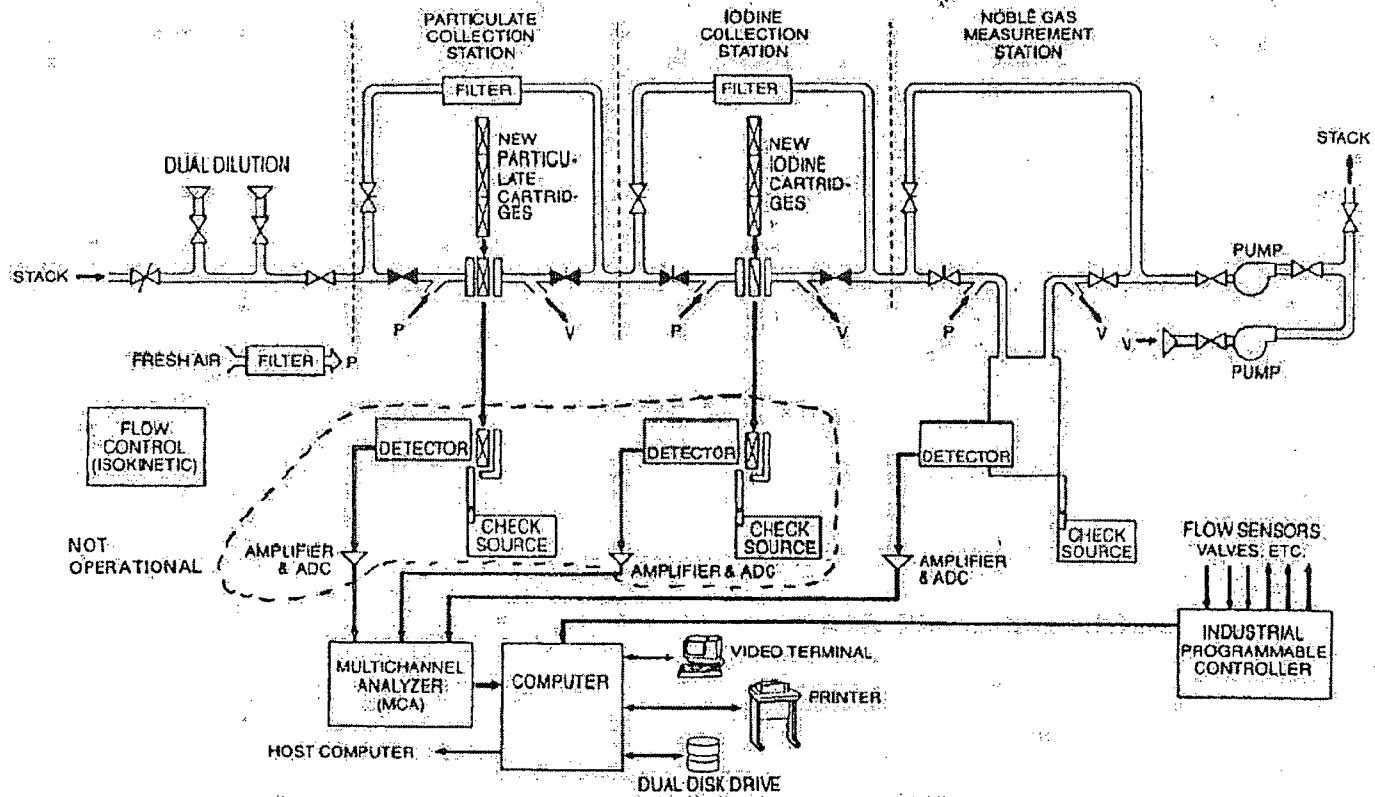 PARTICULATE
COLLECTION
STATION
IODINE
COLLECTION
STATION
NOBLE GAS
MEASUREMENT
STATION
FILTER
FILTER
NEW
PARTICU-
LATE
CARTRID-
GES
NEW
IODINE
CARTRID-
GES
STACK
DUAL DILUTION
STACK
PUMP
P
V
P
V
P
V
V
PUMP
FRESH AIR
FILTER
P
FLOW
CONTROL
(ISOKINETIC)
DETECTOR
DETECTOR
DETECTOR
CHECK
SOURCE
CHECK
SOURCE
CHECK
SOURCE
NOT
OPERATIONAL
AMPLIFIER
& ADC
AMPLIFIER & ADC
AMPLIFIER
& ADC
FLOW SENSORS
VALVES, ETC.
INDUSTRIAL
PROGRAMMABLE
CONTROLLER
MULTICHANNEL
ANALYZER
(MCA)
COMPUTER
VIDEO TERMINAL
PRINTER
HOST COMPUTER
DUAL DISK DRIVE